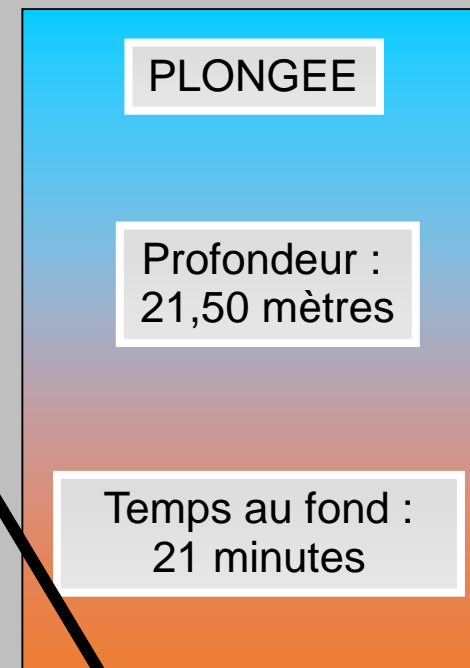 PLONGEE
Profondeur :
21,50 mètres
Temps au fond :
21 minutes